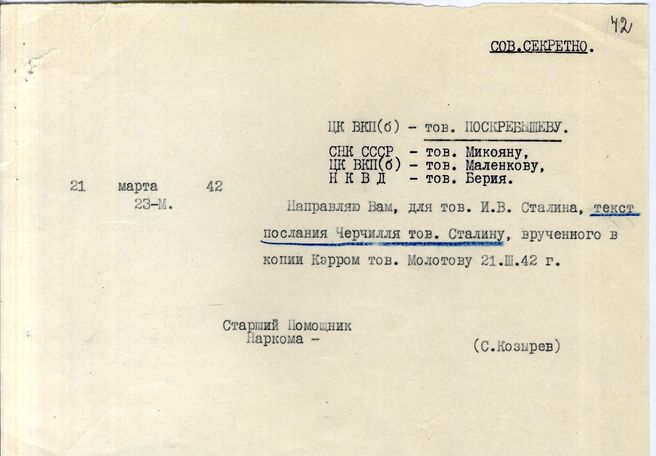 42
СОВ.СЕКРЕТНО.
ЦК ВКП(б) - тов. ПОСКРЕБЫШЕВУ.
СНК СССР - тов. Микояну,
ЦК ВКП(б) - тов. Маленкову,
Н К В Д - тов. Берия.
21 марта 42
23-М.
Направляю Вам, для тов. И.В. Сталина, текст
послания Черчилля тов. Сталину, врученного в
копии Кэрром тов. Молотову 21.III.42 г.
Старший Помощник
Наркома -
(С.Козырев)